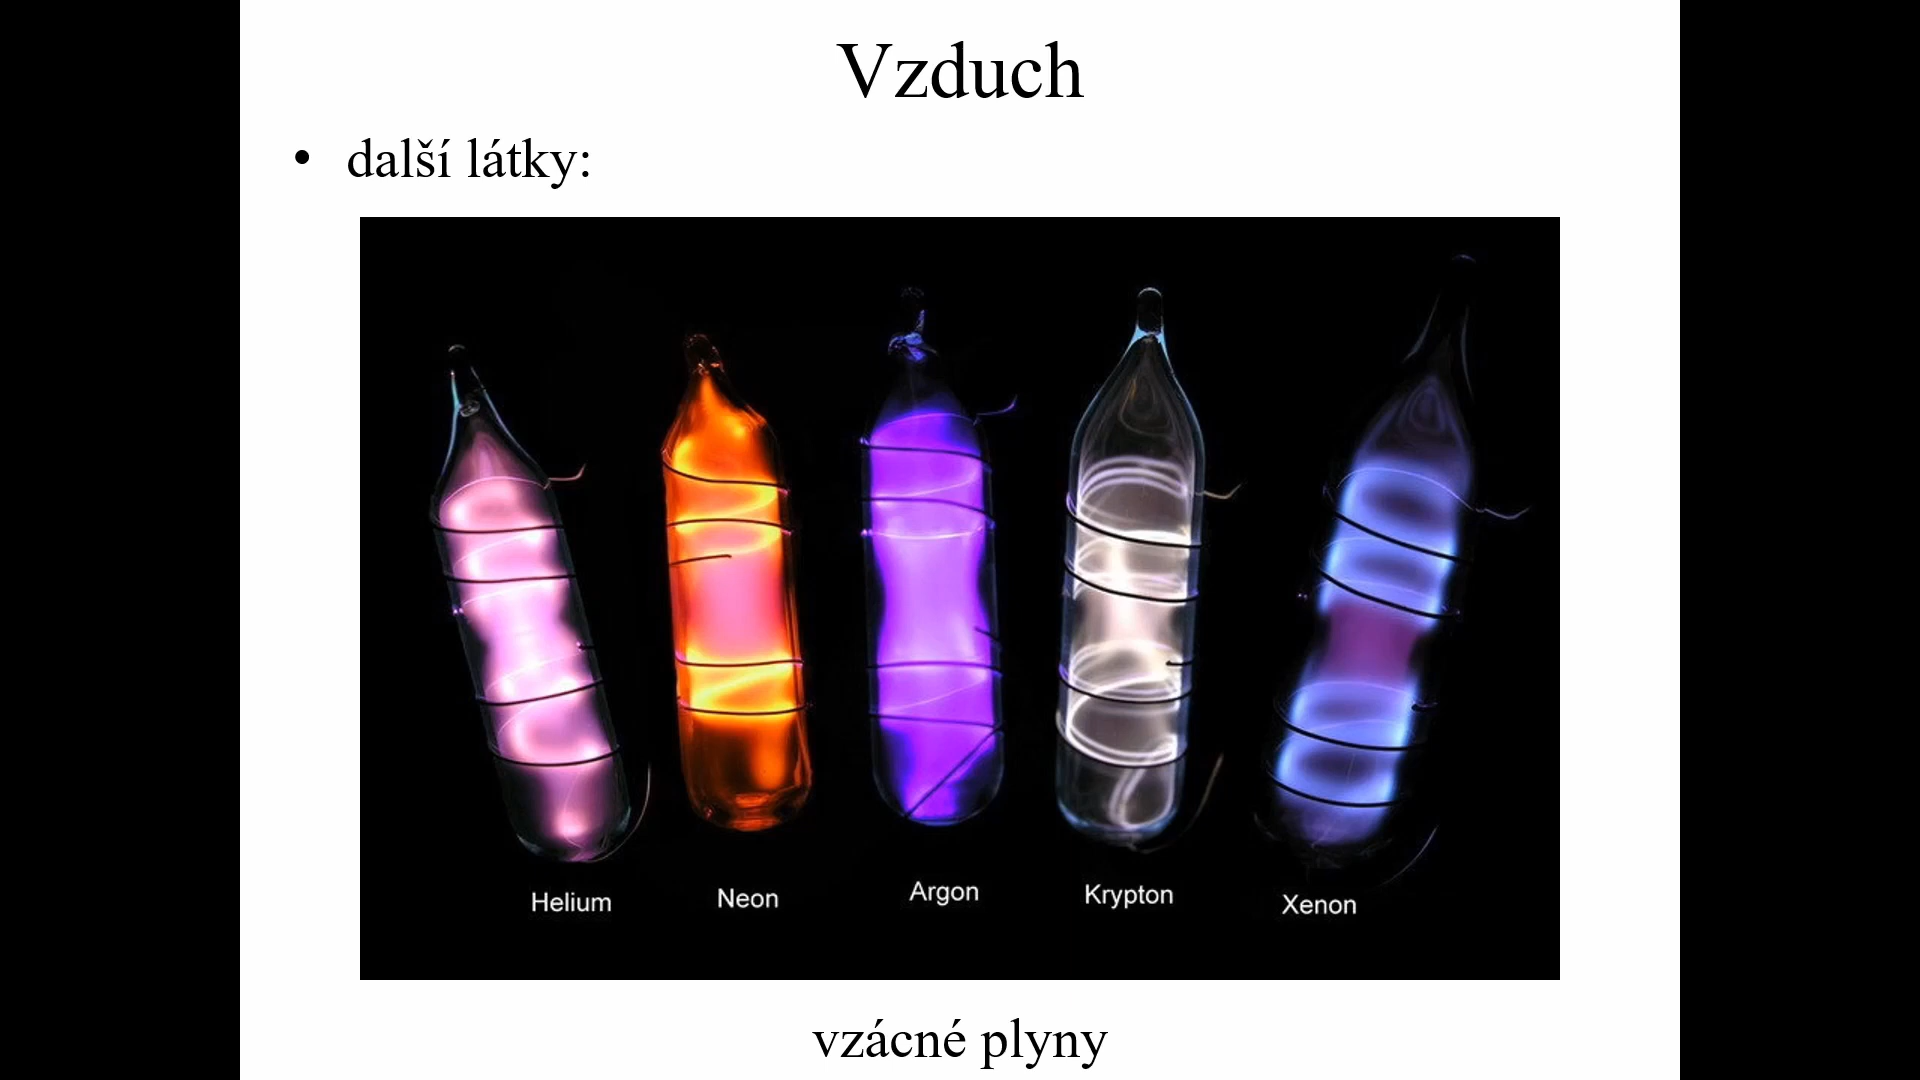 Vzduch
• další látky:
Helium
Neon
Argon
Krypton
Xenon
vzácné plyny